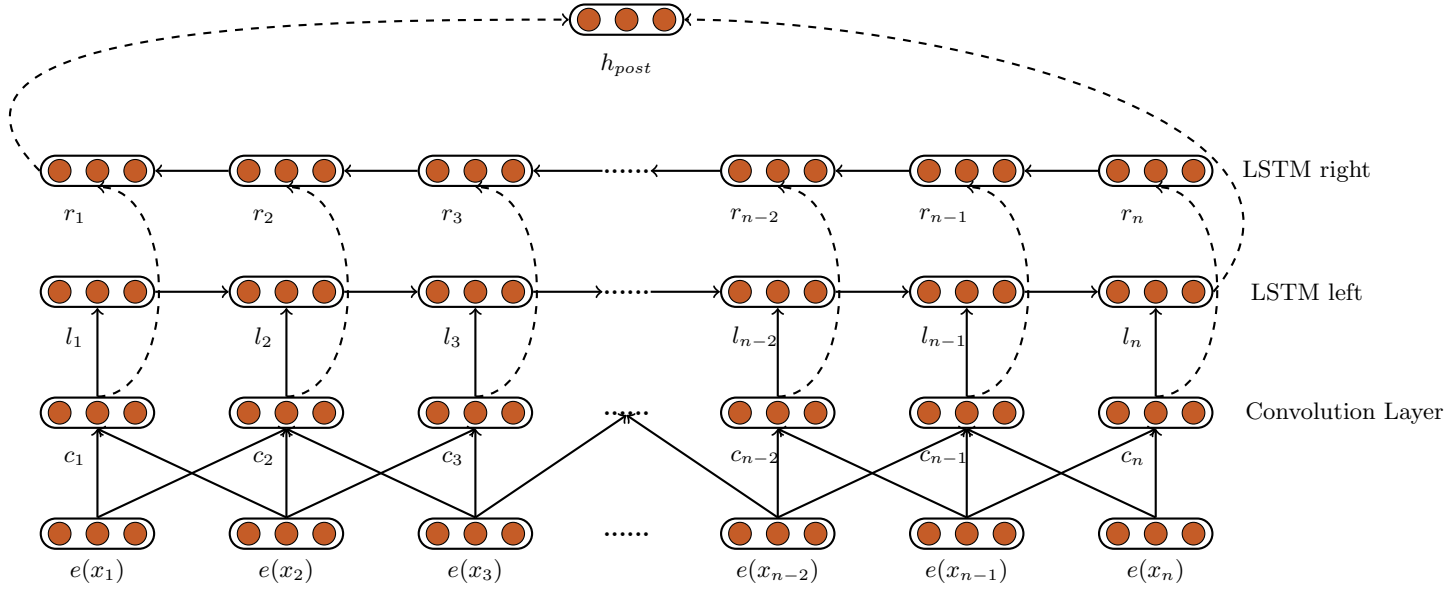 h_{post}
LSTM right
r_1 r_2 r_3 r_{n-2} r_{n-1} r_n
LSTM left
l_1 l_2 l_3 l_{n-2} l_{n-1} l_n
Convolution Layer
c_1 c_2 c_3 c_{n-2} c_{n-1} c_n
e(x_1) e(x_2) e(x_3) e(x_{n-2}) e(x_{n-1}) e(x_n)